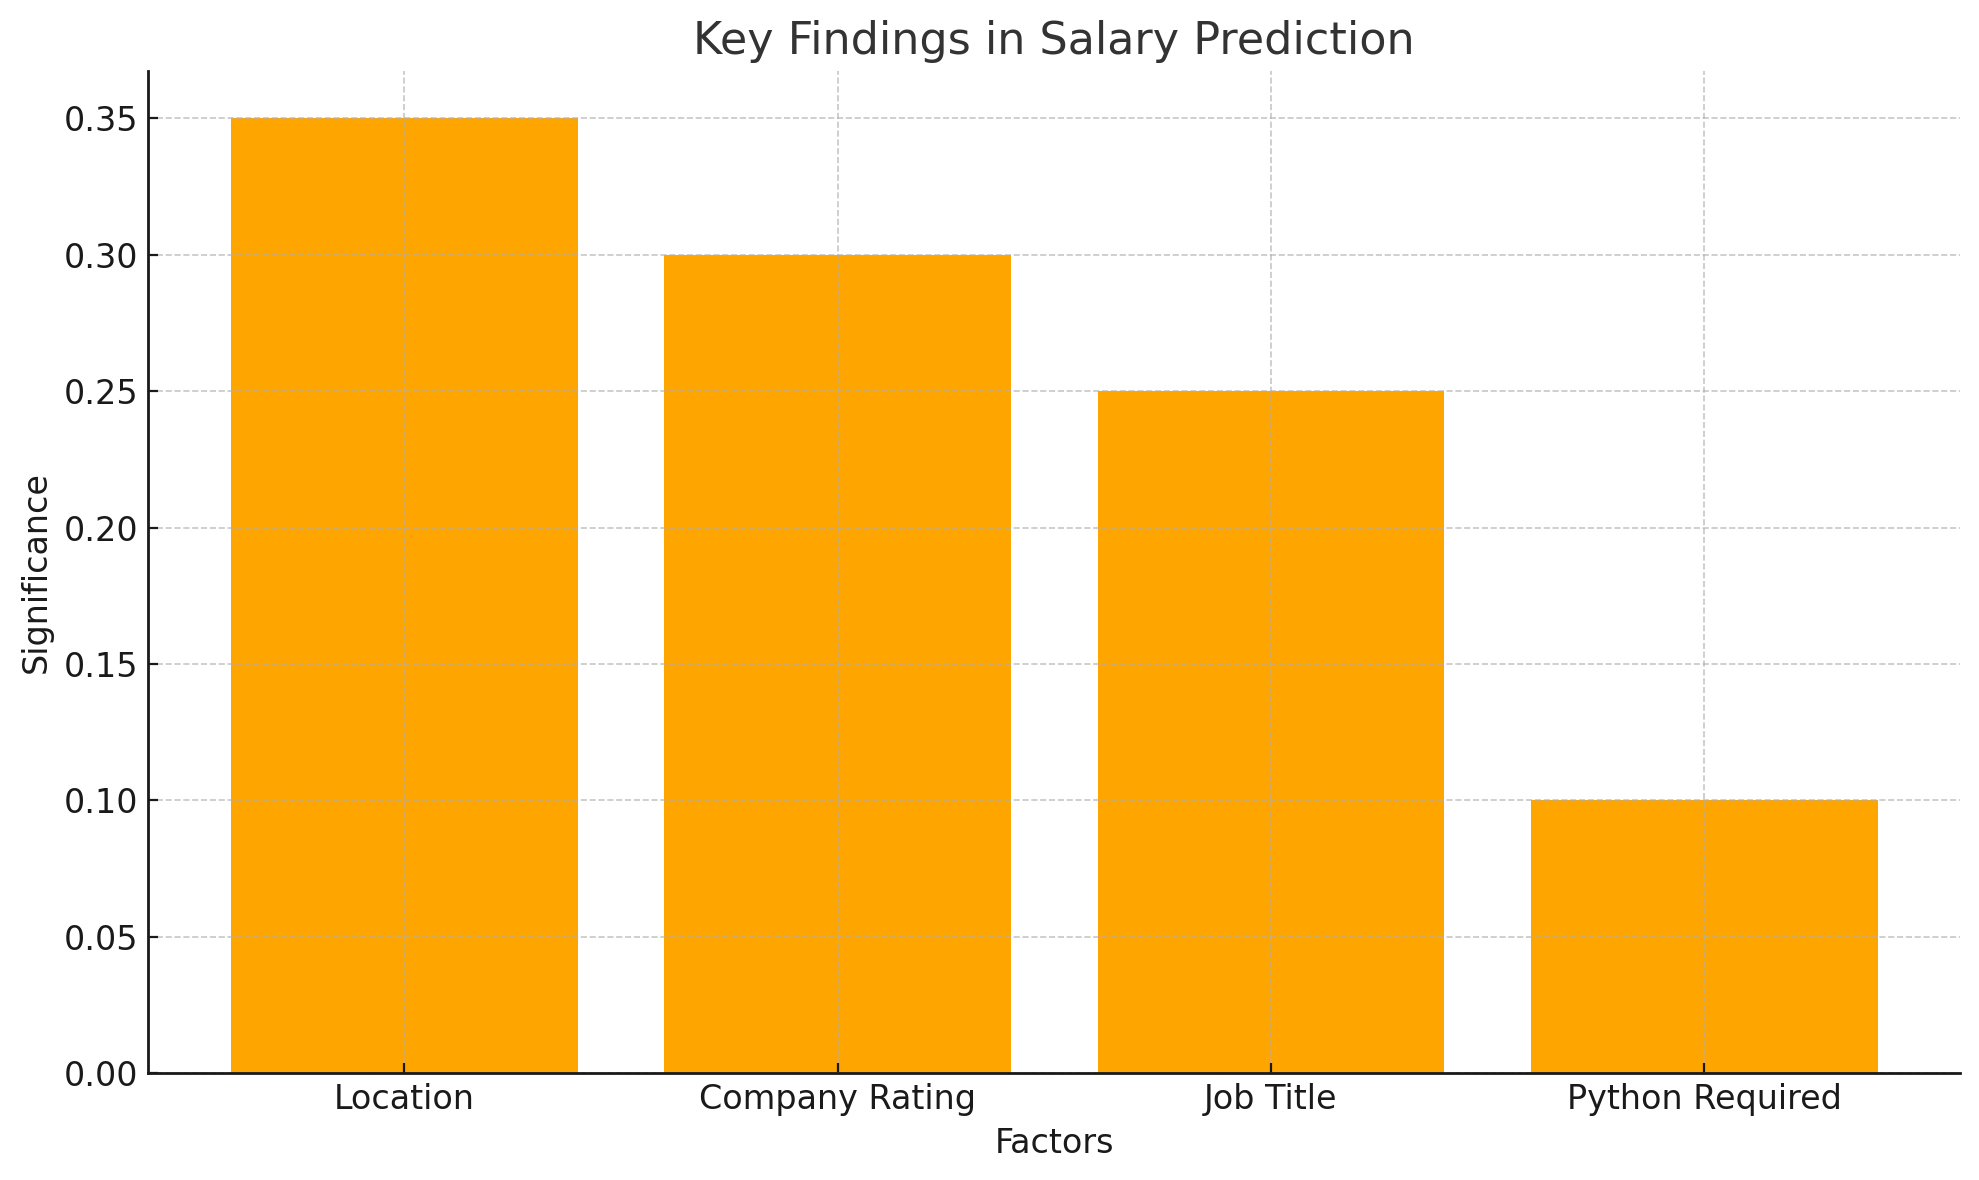 Key Findings in Salary Prediction
0.35
0.30
0.25
0.20
0.15
0.10
0.05
0.00
Significance
Location
Company Rating
Job Title
Python Required
Factors